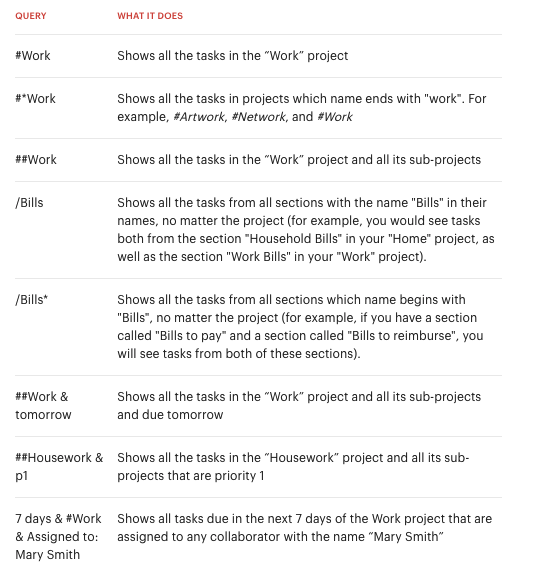 QUERY WHAT IT DOES
#Work Shows all the tasks in the “Work” project
#*Work Shows all the tasks in projects which name ends with "work". For
example, #Artwork, #Network, and #Work
##Work Shows all the tasks in the “Work” project and all its sub-projects
/Bills Shows all the tasks from all sections with the name "Bills" in their
names, no matter the project (for example, you would see tasks
both from the section "Household Bills" in your "Home" project, as
well as the section "Work Bills" in your "Work" project).
/Bills* Shows all the tasks from all sections which name begins with
"Bills", no matter the project (for example, if you have a section
called "Bills to pay" and a section called "Bills to reimburse", you
will see tasks from both of these sections).
##Work & Shows all the tasks in the “Work” project and all its sub-projects
tomorrow and due tomorrow
##Housework & Shows all the tasks in the “Housework” project and all its sub-
p1 projects that are priority 1
7 days & #Work Shows all tasks due in the next 7 days of the Work project that are
& Assigned to: assigned to any collaborator with the name “Mary Smith”
Mary Smith